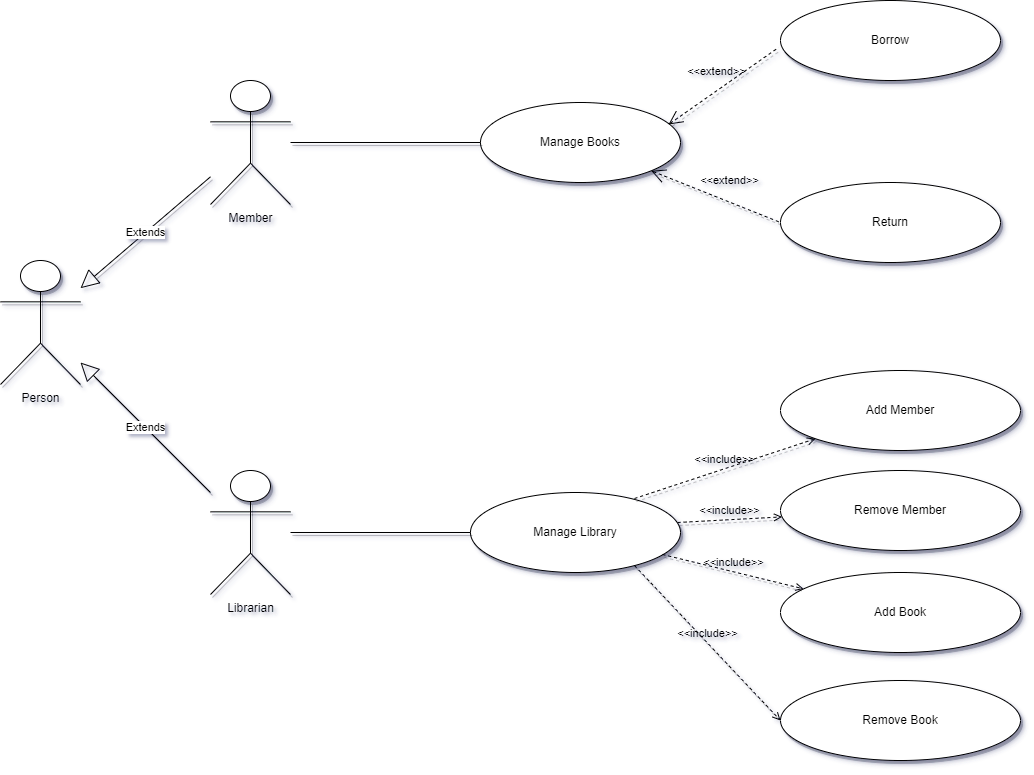 Borrow
<<extend>>
Manage Books
<<extend>>
Member
Return
Extends
Person
Add Member
Extends
<<include>>
Remove Member
<<include>>
Manage Library
<<include>>
Librarian
Add Book
<<include>>
Remove Book